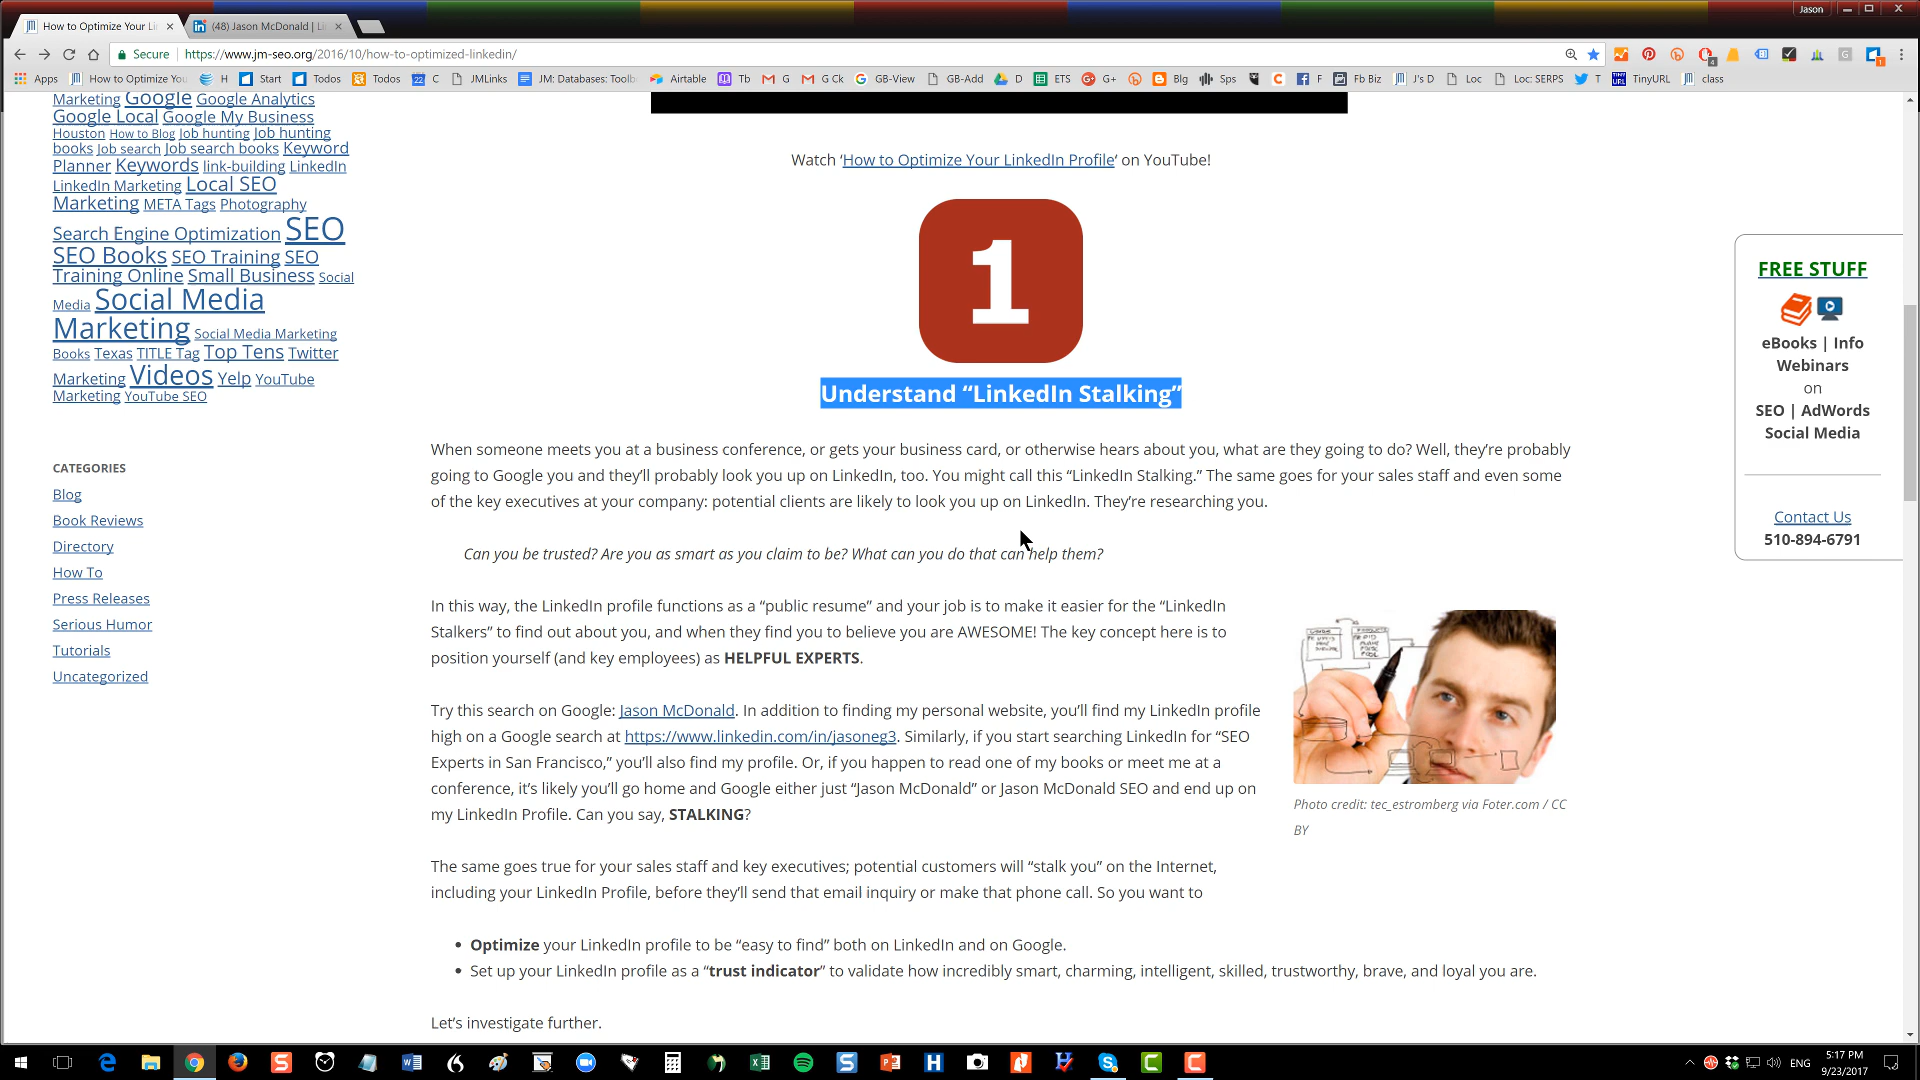 How to Optimize Your Li
(48) Jason McDonald | Li
Jason
Secure
https://www.jm-seo.org/2016/10/how-to-optimized-linkedin/
Apps
How to Optimize You
H
Start
Todos
Todos
22 C
JMLinks
JM: Databases: Toolb
Airtable
Tb
G
G Ck
GB-View
GB-Add
D
ETS
G+
Blg
Sps
F
Fb Biz
J's D
Loc
Loc: SERPS
T
TinyURL
class
Marketing Google Google Analytics
Google Local Google My Business
Houston How to Blog Job hunting Job hunting
books Job search Job search books Keyword
Planner Keywords link-building LinkedIn
LinkedIn Marketing Local SEO
Marketing META Tags Photography
Search Engine Optimization SEO
SEO Books SEO Training SEO
Training Online Small Business Social
Media Social Media
Marketing Social Media Marketing
Books Texas TITLE Tag Top Tens Twitter
Marketing Videos Yelp YouTube
Marketing YouTube SEO
CATEGORIES
Blog
Book Reviews
Directory
How To
Press Releases
Serious Humor
Tutorials
Uncategorized
Watch ‘How to Optimize Your LinkedIn Profile’ on YouTube!
1
Understand “LinkedIn Stalking”
When someone meets you at a business conference, or gets your business card, or otherwise hears about you, what are they going to do? Well, they’re probably
going to Google you and they’ll probably look you up on LinkedIn, too. You might call this “LinkedIn Stalking.” The same goes for your sales staff and even some
of the key executives at your company: potential clients are likely to look you up on LinkedIn. They’re researching you.
Can you be trusted? Are you as smart as you claim to be? What can you do that can help them?
In this way, the LinkedIn profile functions as a “public resume” and your job is to make it easier for the “LinkedIn
Stalkers” to find out about you, and when they find you to believe you are AWESOME! The key concept here is to
position yourself (and key employees) as HELPFUL EXPERTS.
Try this search on Google: Jason McDonald. In addition to finding my personal website, you’ll find my LinkedIn profile
high on a Google search at https://www.linkedin.com/in/jasoneg3. Similarly, if you start searching LinkedIn for “SEO
Experts in San Francisco,” you’ll also find my profile. Or, if you happen to read one of my books or meet me at a
conference, it’s likely you’ll go home and Google either just “Jason McDonald” or Jason McDonald SEO and end up on
my LinkedIn Profile. Can you say, STALKING?
Photo credit: tec_estromberg via Foter.com / CC
BY
The same goes true for your sales staff and key executives; potential customers will “stalk you” on the Internet,
including your LinkedIn Profile, before they’ll send that email inquiry or make that phone call. So you want to
• Optimize your LinkedIn profile to be “easy to find” both on LinkedIn and on Google.
• Set up your LinkedIn profile as a “trust indicator” to validate how incredibly smart, charming, intelligent, skilled, trustworthy, brave, and loyal you are.
Let’s investigate further.
FREE STUFF
eBooks | Info
Webinars
on
SEO | AdWords
Social Media
Contact Us
510-894-6791
ENG
5:17 PM
9/23/2017